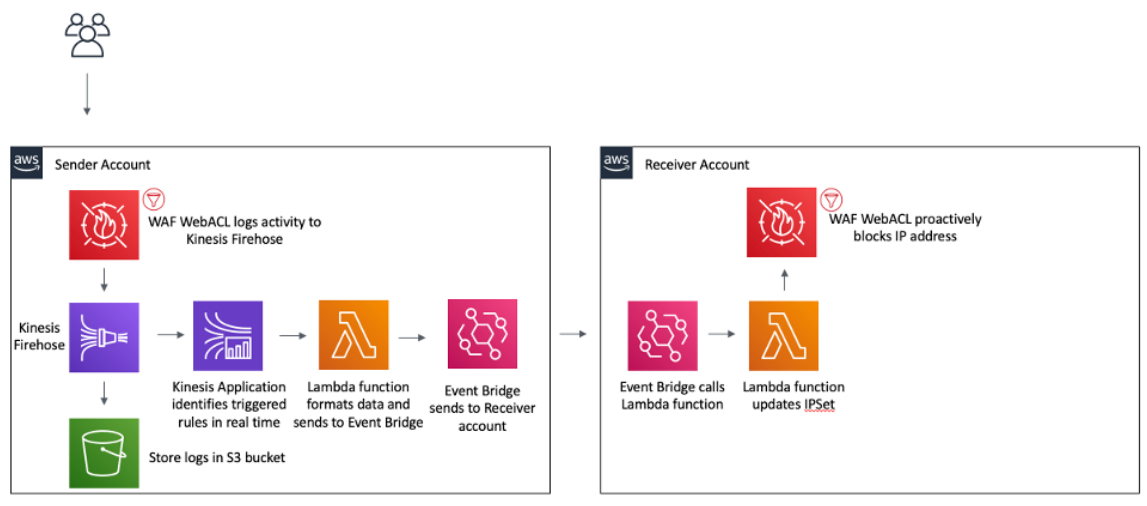 aws
Sender Account
WAF WebACL logs activity to
Kinesis Firehose
Kinesis
Firehose
Kinesis Application
identifies triggered
rules in real time
Lambda function
formats data and
sends to Event Bridge
Event Bridge
sends to Receiver
account
Store logs in S3 bucket
aws
Receiver Account
WAF WebACL proactively
blocks IP address
Event Bridge calls
Lambda function
Lambda function
updates IPSet